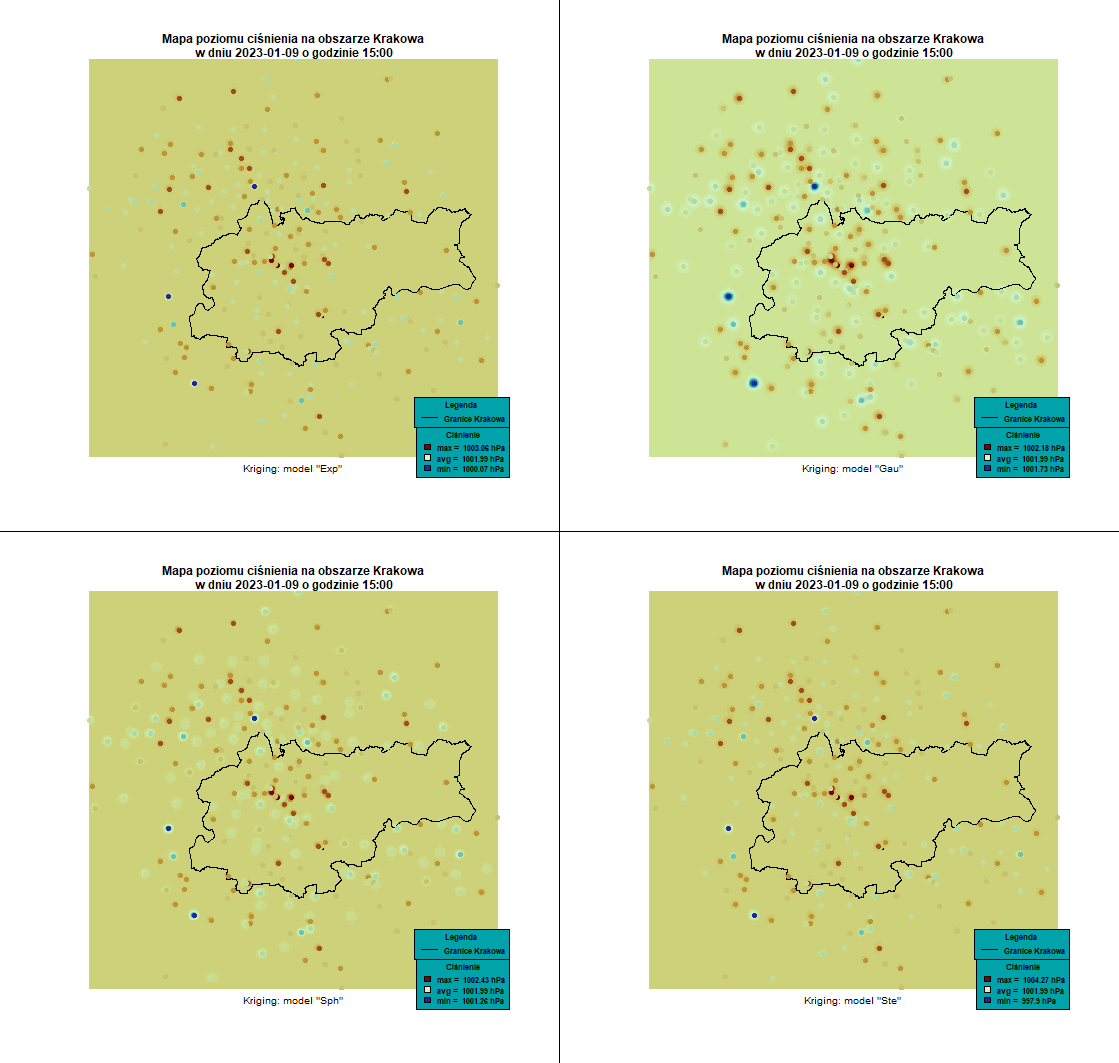 Mapa poziomu ciśnienia na obszarze Krakowa
w dniu 2023-01-09 o godzinie 15:00
Legenda
Granice Krakowa
Ciśnienie
max = 1003.06 hPa
avg = 1001.99 hPa
min = 1000.07 hPa
Kriging: model "Exp"
Mapa poziomu ciśnienia na obszarze Krakowa
w dniu 2023-01-09 o godzinie 15:00
Legenda
Granice Krakowa
Ciśnienie
max = 1002.18 hPa
avg = 1001.99 hPa
min = 1001.73 hPa
Kriging: model "Gau"
Mapa poziomu ciśnienia na obszarze Krakowa
w dniu 2023-01-09 o godzinie 15:00
Legenda
Granice Krakowa
Ciśnienie
max = 1002.43 hPa
avg = 1001.99 hPa
min = 1001.26 hPa
Kriging: model "Sph"
Mapa poziomu ciśnienia na obszarze Krakowa
w dniu 2023-01-09 o godzinie 15:00
Legenda
Granice Krakowa
Ciśnienie
max = 1004.27 hPa
avg = 1001.99 hPa
min = 997.9 hPa
Kriging: model "Ste"